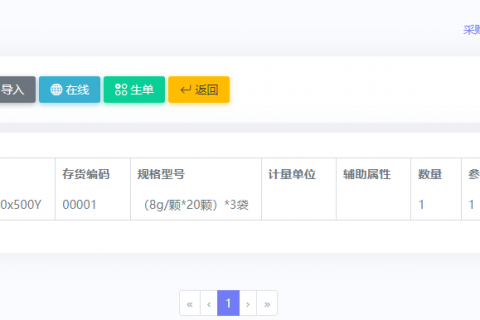 采购
导入 在线 生单 返回
存货编码 规格型号 计量单位 辅助属性 数量 参
0x500Y 00001 （8g/颗*20颗）*3袋 1 1
« ‹ 1 › »